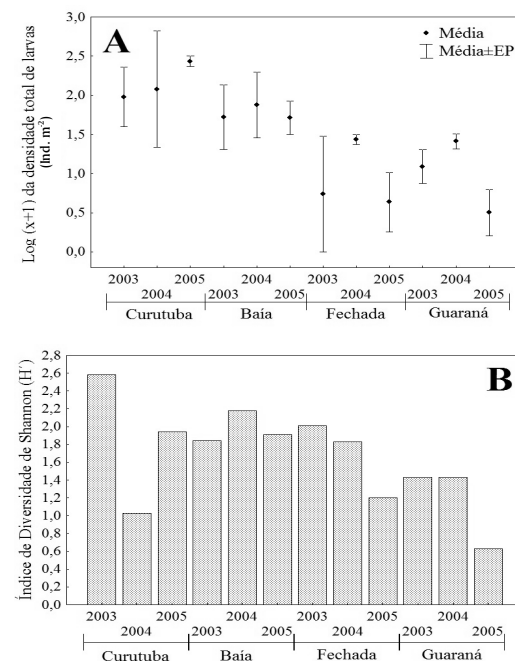 A
Média
Média±EP
Log (x+1) da densidade total de larvas
(Ind. m-2)
3,0
2,5
2,0
1,5
1,0
0,5
0,0
2003 2004 2005 2003 2004 2005 2003 2004 2005 2003 2004 2005
Curutuba Baía Fechada Guaraná
B
Índice de Diversidade de Shannon (H´)
2,8
2,6
2,4
2,2
2,0
1,8
1,6
1,4
1,2
1,0
0,8
0,6
0,4
0,2
0,0
2003 2004 2005 2003 2004 2005 2003 2004 2005 2003 2004 2005
Curutuba Baía Fechada Guaraná